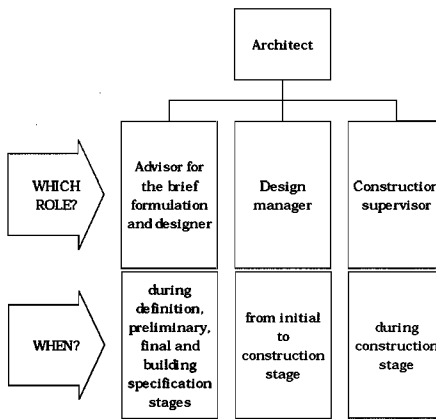 Architect
WHICH
ROLE?
Advisor for
the brief
formulation
and designer
Design
manager
Construction
supervisor
WHEN?
during
definition,
preliminary,
final and
building
specification
stages
from initial
to
construction
stage
during
construction
stage